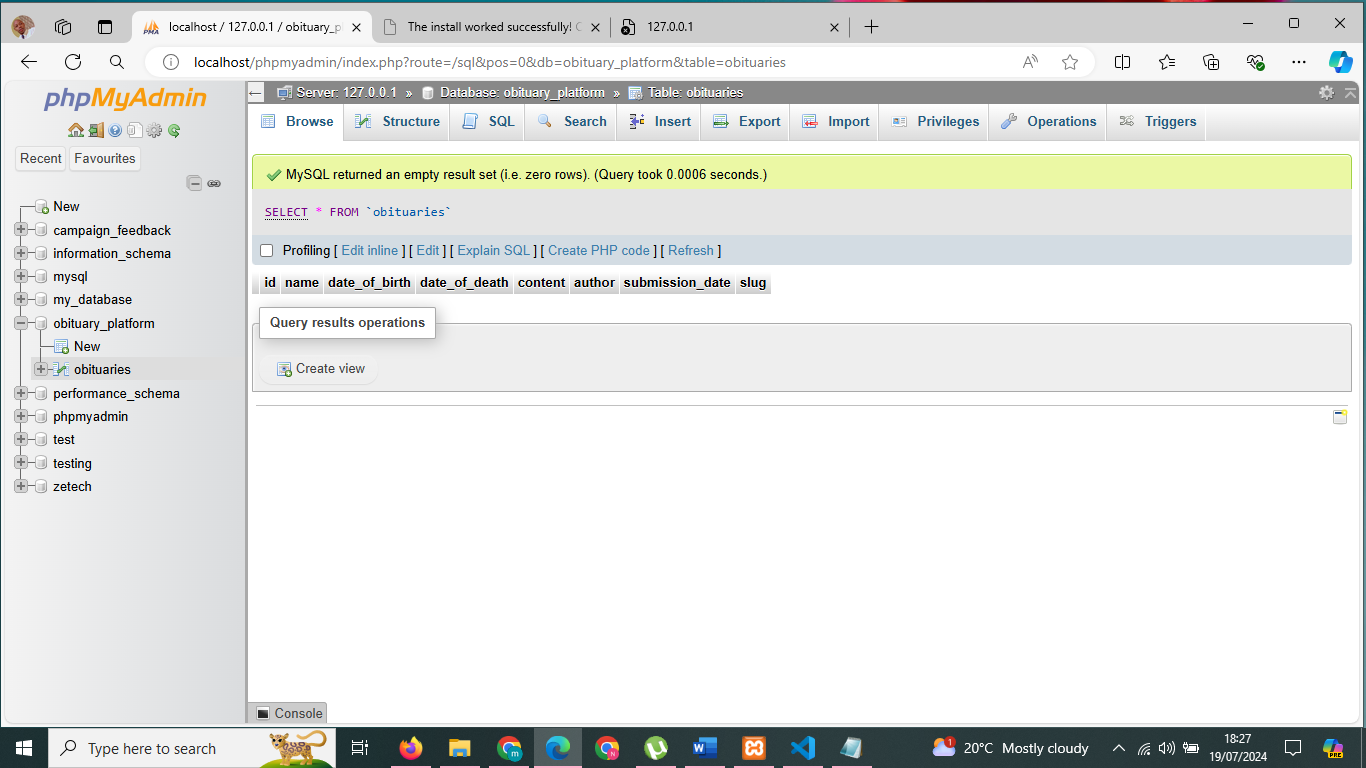 localhost / 127.0.0.1 / obituary_p
The install worked successfully! C
127.0.0.1
localhost/phpmyadmin/index.php?route=/sql&pos=0&db=obituary_platform&table=obituaries
phpMyAdmin
Recent
Favourites
New
campaign_feedback
information_schema
mysql
my_database
obituary_platform
New
obituaries
performance_schema
phpmyadmin
test
testing
zetech
Server: 127.0.0.1 » Database: obituary_platform » Table: obituaries
Browse Structure SQL Search Insert Export Import Privileges Operations Triggers
MySQL returned an empty result set (i.e. zero rows). (Query took 0.0006 seconds.)
SELECT * FROM `obituaries`
Profiling [ Edit inline ] [ Edit ] [ Explain SQL ] [ Create PHP code ] [ Refresh ]
id name date_of_birth date_of_death content author submission_date slug
Query results operations
Create view
Console
Type here to search
1
20°C Mostly cloudy
18:27
19/07/2024
PRE